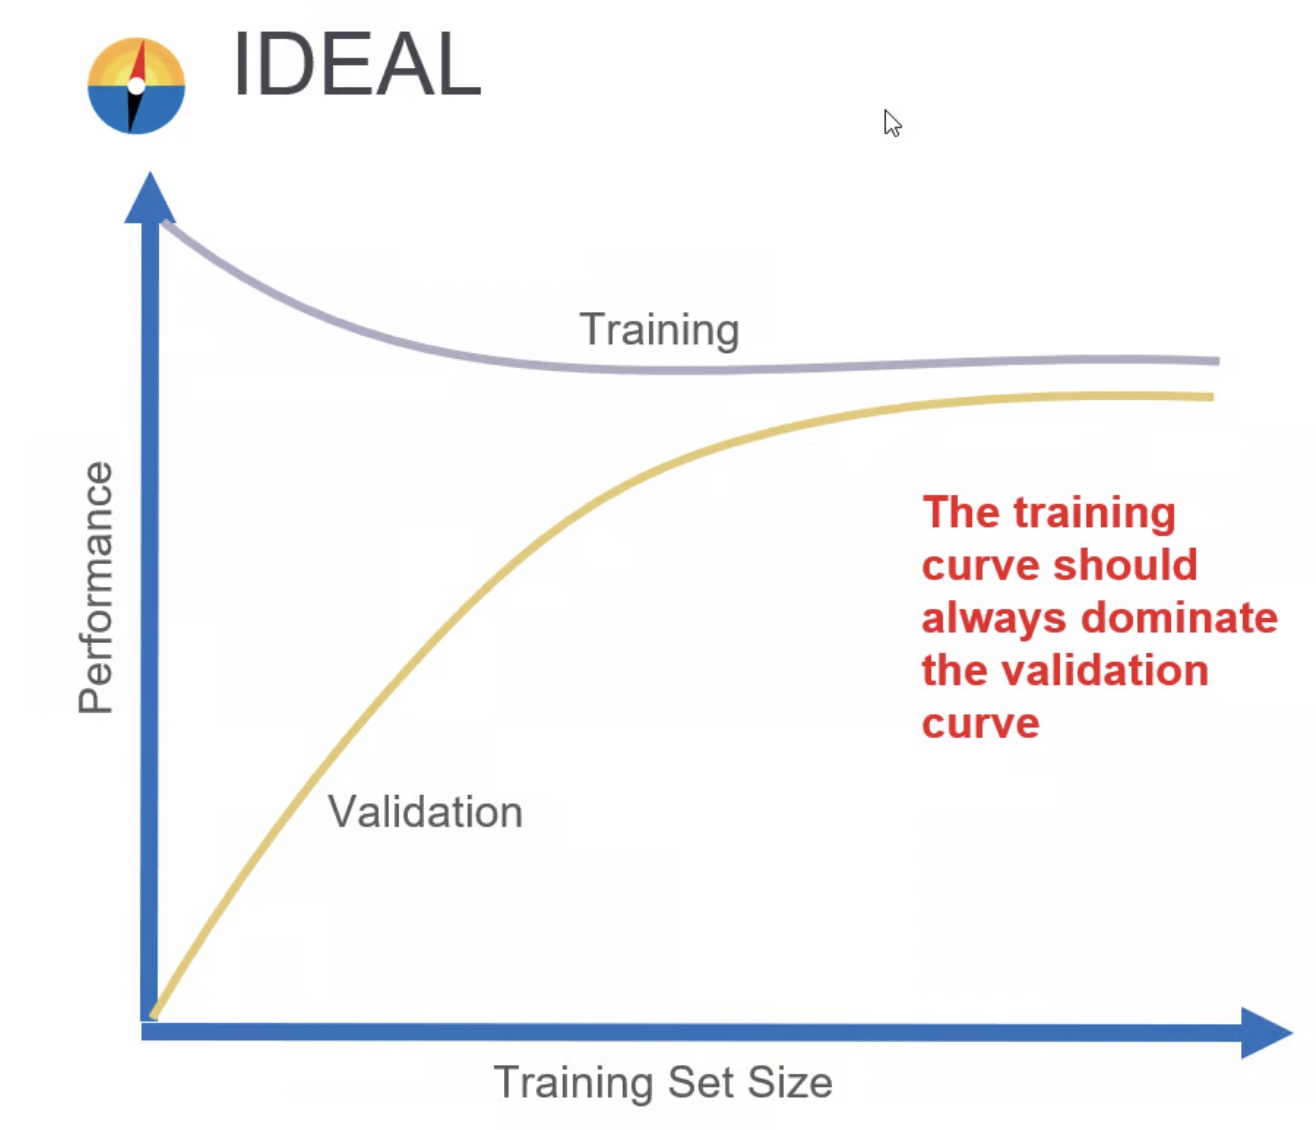 IDEAL
Training
Performance
The training
curve should
always dominate
the validation
curve
Validation
Training Set Size